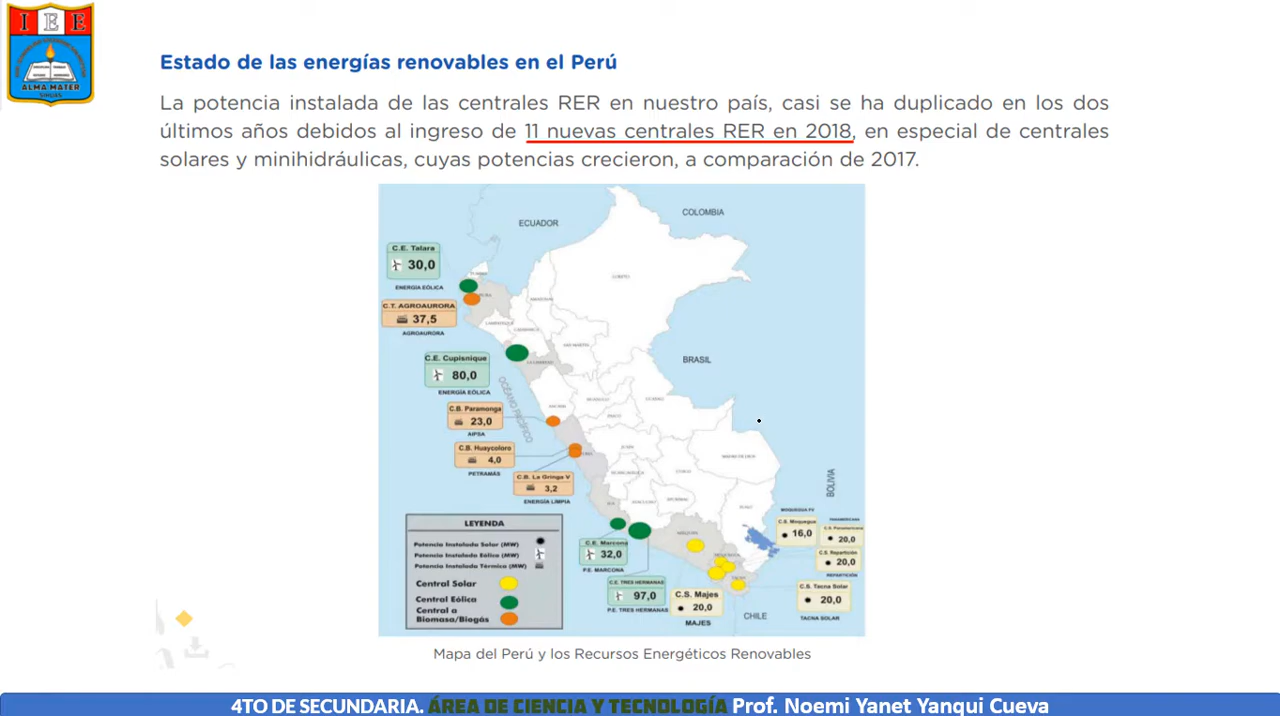 I E E
ALMA MATER
Estado de las energías renovables en el Perú
La potencia instalada de las centrales RER en nuestro país, casi se ha duplicado en los dos
últimos años debidos al ingreso de 11 nuevas centrales RER en 2018, en especial de centrales
solares y minihidráulicas, cuyas potencias crecieron, a comparación de 2017.
COLOMBIA
ECUADOR
C.E. Talara
30,0
ENERGÍA EÓLICA
C.T. AGROAURORA
37,5
AGROAURORA
C.E. Cupisnique
80,0
ENERGÍA EÓLICA
BRASIL
OCÉANO PACÍFICO
C.B. Paramonga
23,0
AIPSA
C.B. Huaycoloro
4,0
PETRAMÁS
C.B. La Gringa V
3,2
ENERGÍA LIMPIA
BOLIVIA
LEYENDA
Potencia Instalada Solar (MW)
Potencia Instalada Eólica (MW)
Potencia Instalada Térmica (MW)
Central Solar
Central Eólica
Central a
Biomasa/Biogás
C.E. Marcona
32,0
P.E. MARCONA
C.E. TRES HERMANAS
97,0
P.E. TRES HERMANAS
C.S. Majes
20,0
MAJES
MOQUEGUA FV
C.S. Moquegua
16,0
PANAMERICANA
C.S. Panamericana
20,0
C.S. Repartición
20,0
REPARTICIÓN
C.S. Tacna Solar
20,0
TACNA SOLAR
CHILE
Mapa del Perú y los Recursos Energéticos Renovables
4TO DE SECUNDARIA. ÁREA DE CIENCIA Y TECNOLOGÍA Prof. Noemi Yanet Yanqui Cueva